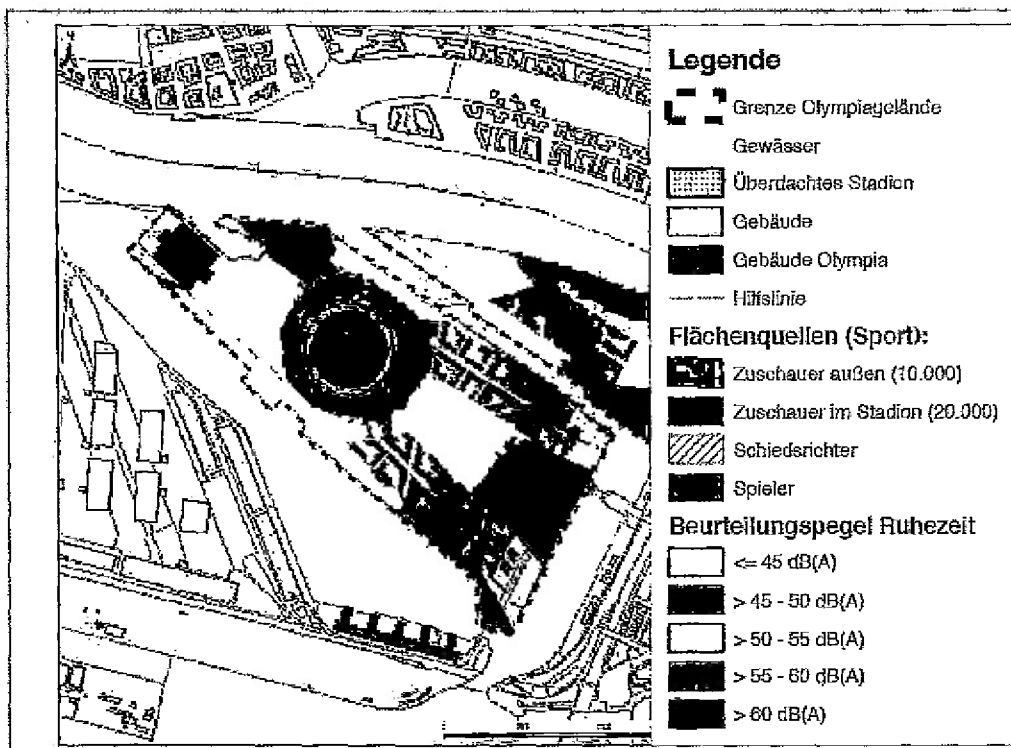 Legende
Grenze Olympiagelände
Gewässer
Überdachtes Stadion
Gebäude
Gebäude Olympia
Hilfslinie
Flächenquellen (Sport):
Zuschauer außen (10.000)
Zuschauer im Stadion (20.000)
Schiedsrichter
Spieler
Beurteilungspegel Ruhezeit
<= 45 dB(A)
> 45 - 50 dB(A)
> 50 - 55 dB(A)
> 55 - 60 dB(A)
> 60 dB(A)